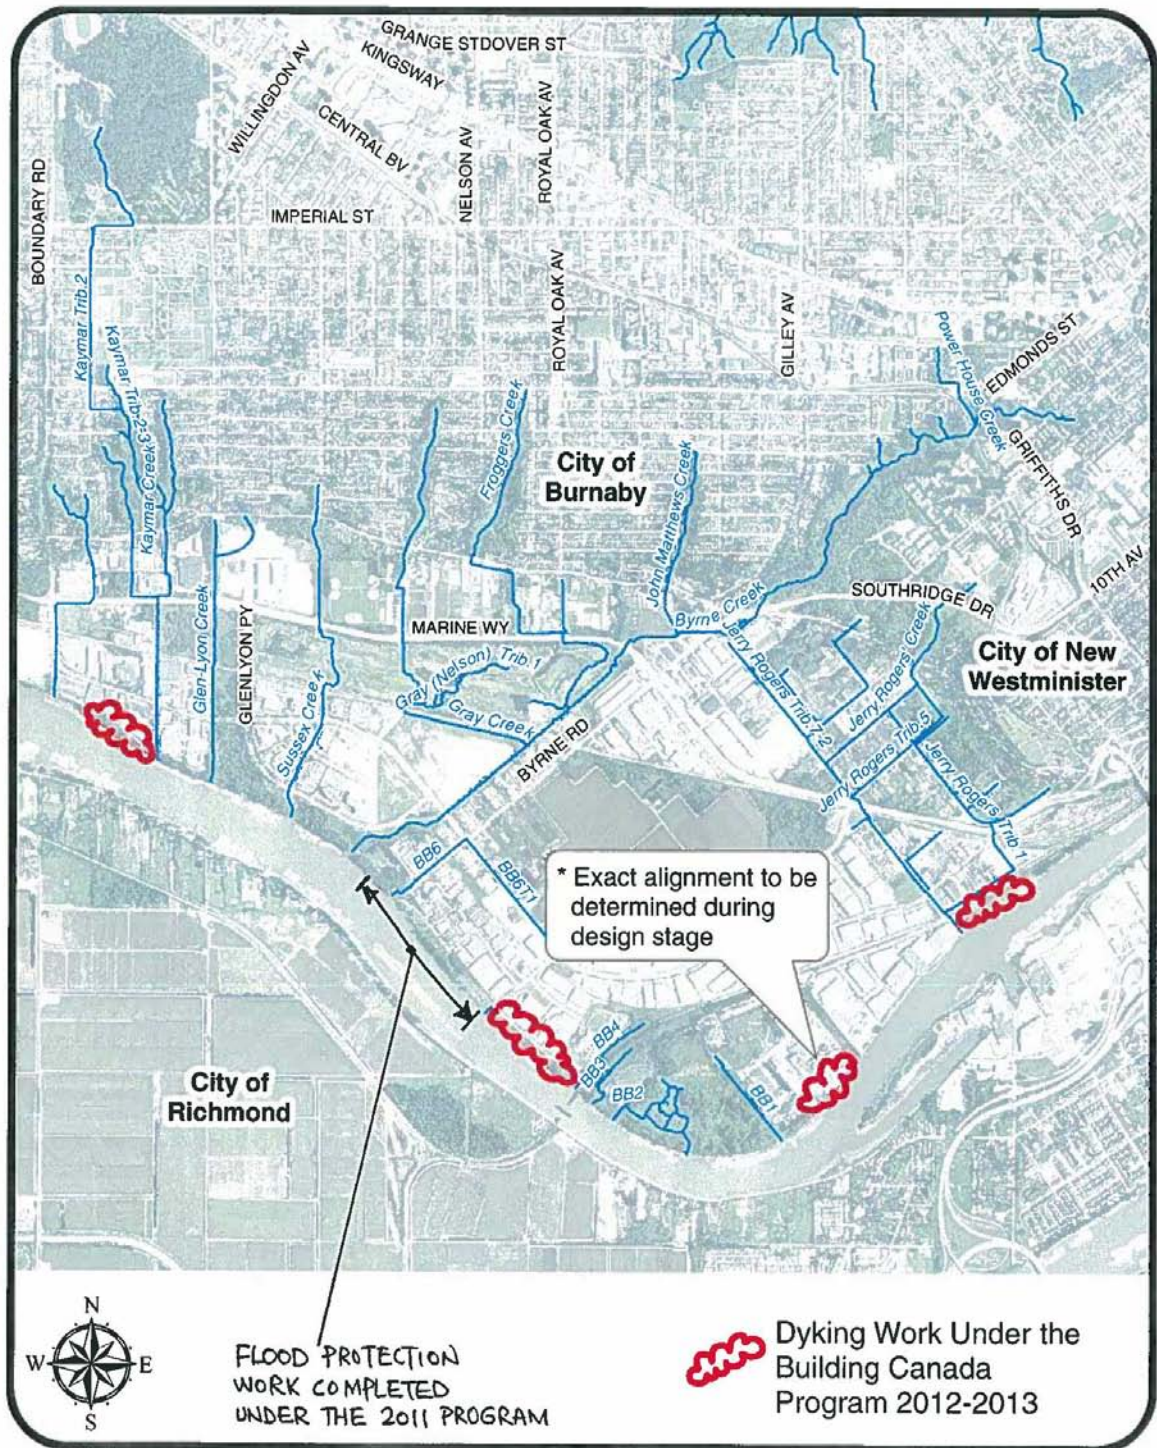 GRANGE STDOVER ST
KINGSWAY
WILLINGDON AV
CENTRAL BV
NELSON AV
ROYAL OAK AV
BOUNDARY RD
IMPERIAL ST
ROYAL OAK AV
GILLEY AV
Kaymar Trib.2
Kaymar Trib.2-3
Kaymar Creek
Power House Creek
EDMONDS ST
GRIFFITHS DR
Froggers Creek
City of
Burnaby
John Matthews Creek
10TH AV
Glen-Lyon Creek
GLENLYON PY
MARINE WY
Byrne Creek
SOUTHRIDGE DR
City of New
Westminister
Sussex Creek
Gray (Nelson) Trib.1
Gray Creek
BYRNE RD
Jerry Rogers Trib.7.2
Jerry Rogers Creek
Jerry Rogers Trib.5
Jerry Rogers Trib 1
BB6
BB6T1
* Exact alignment to be
determined during
design stage
BB4
BB3
BB2
BB1
City of
Richmond
N
W
E
S
FLOOD PROTECTION
WORK COMPLETED
UNDER THE 2011 PROGRAM
Dyking Work Under the
Building Canada
Program 2012-2013